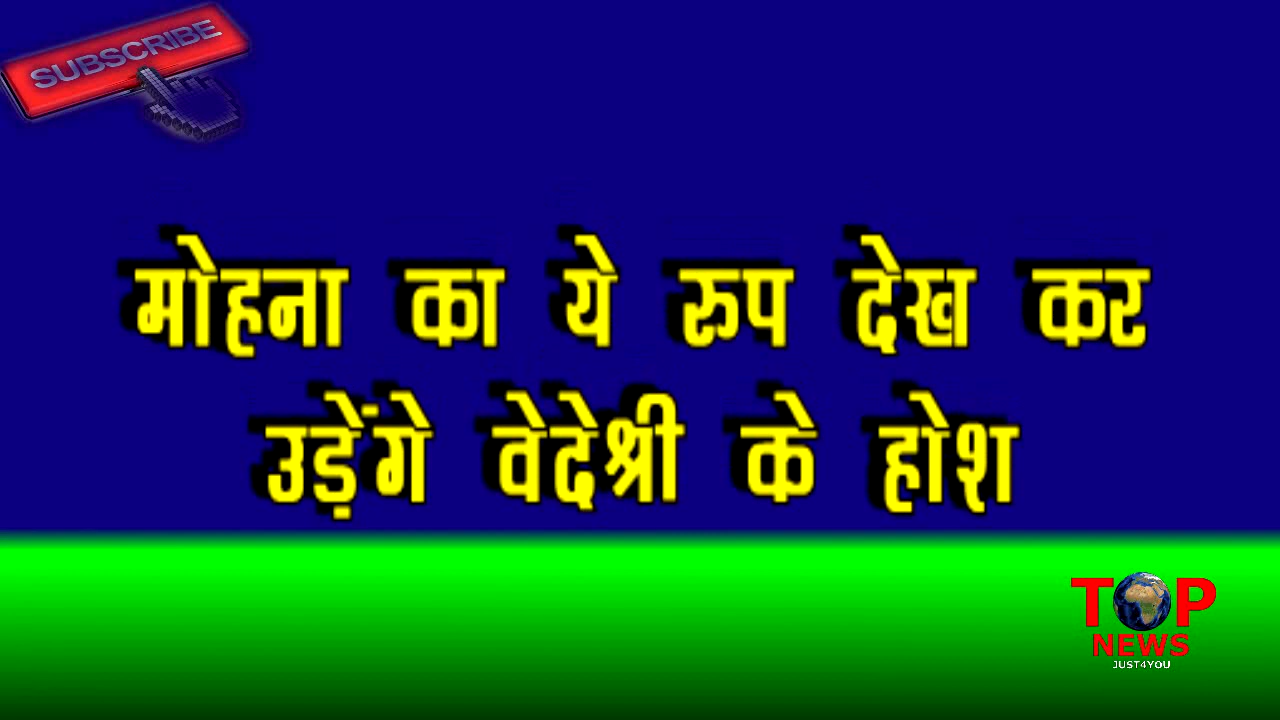 SUBSCRIBE
मोहना का ये रुप देख कर
उड़ेंगे वेदेश्री के होश
TOP
NEWS
JUST4YOU